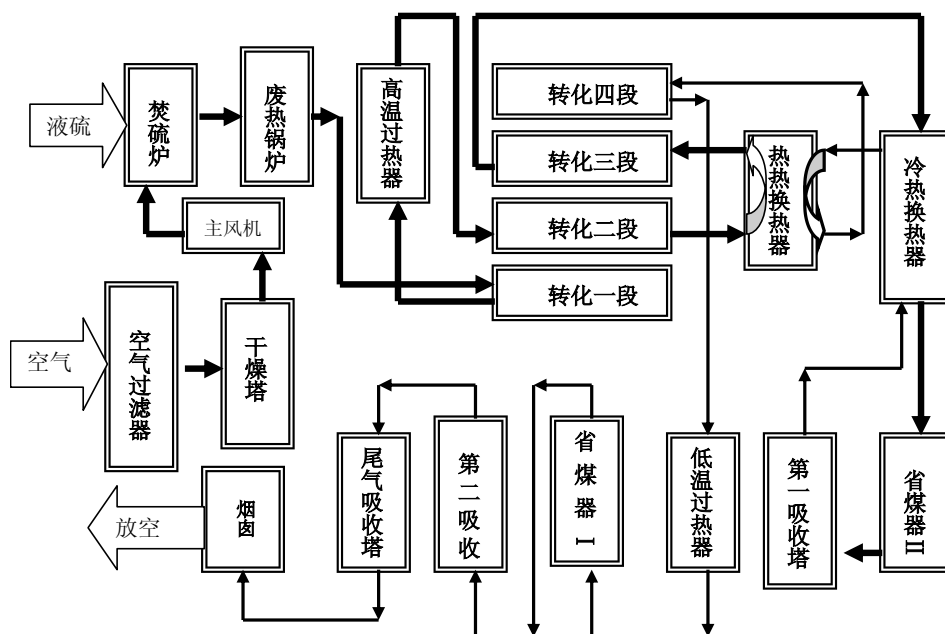 液硫
焚硫炉
废热锅炉
高温过热器
转化四段
转化三段
转化二段
转化一段
热热换热器
冷热换热器
主风机
空气
空气过滤器
干燥塔
放空
烟囱
尾气吸收塔
第二吸收
省煤器 I
低温过热器
第一吸收塔
省煤器 II